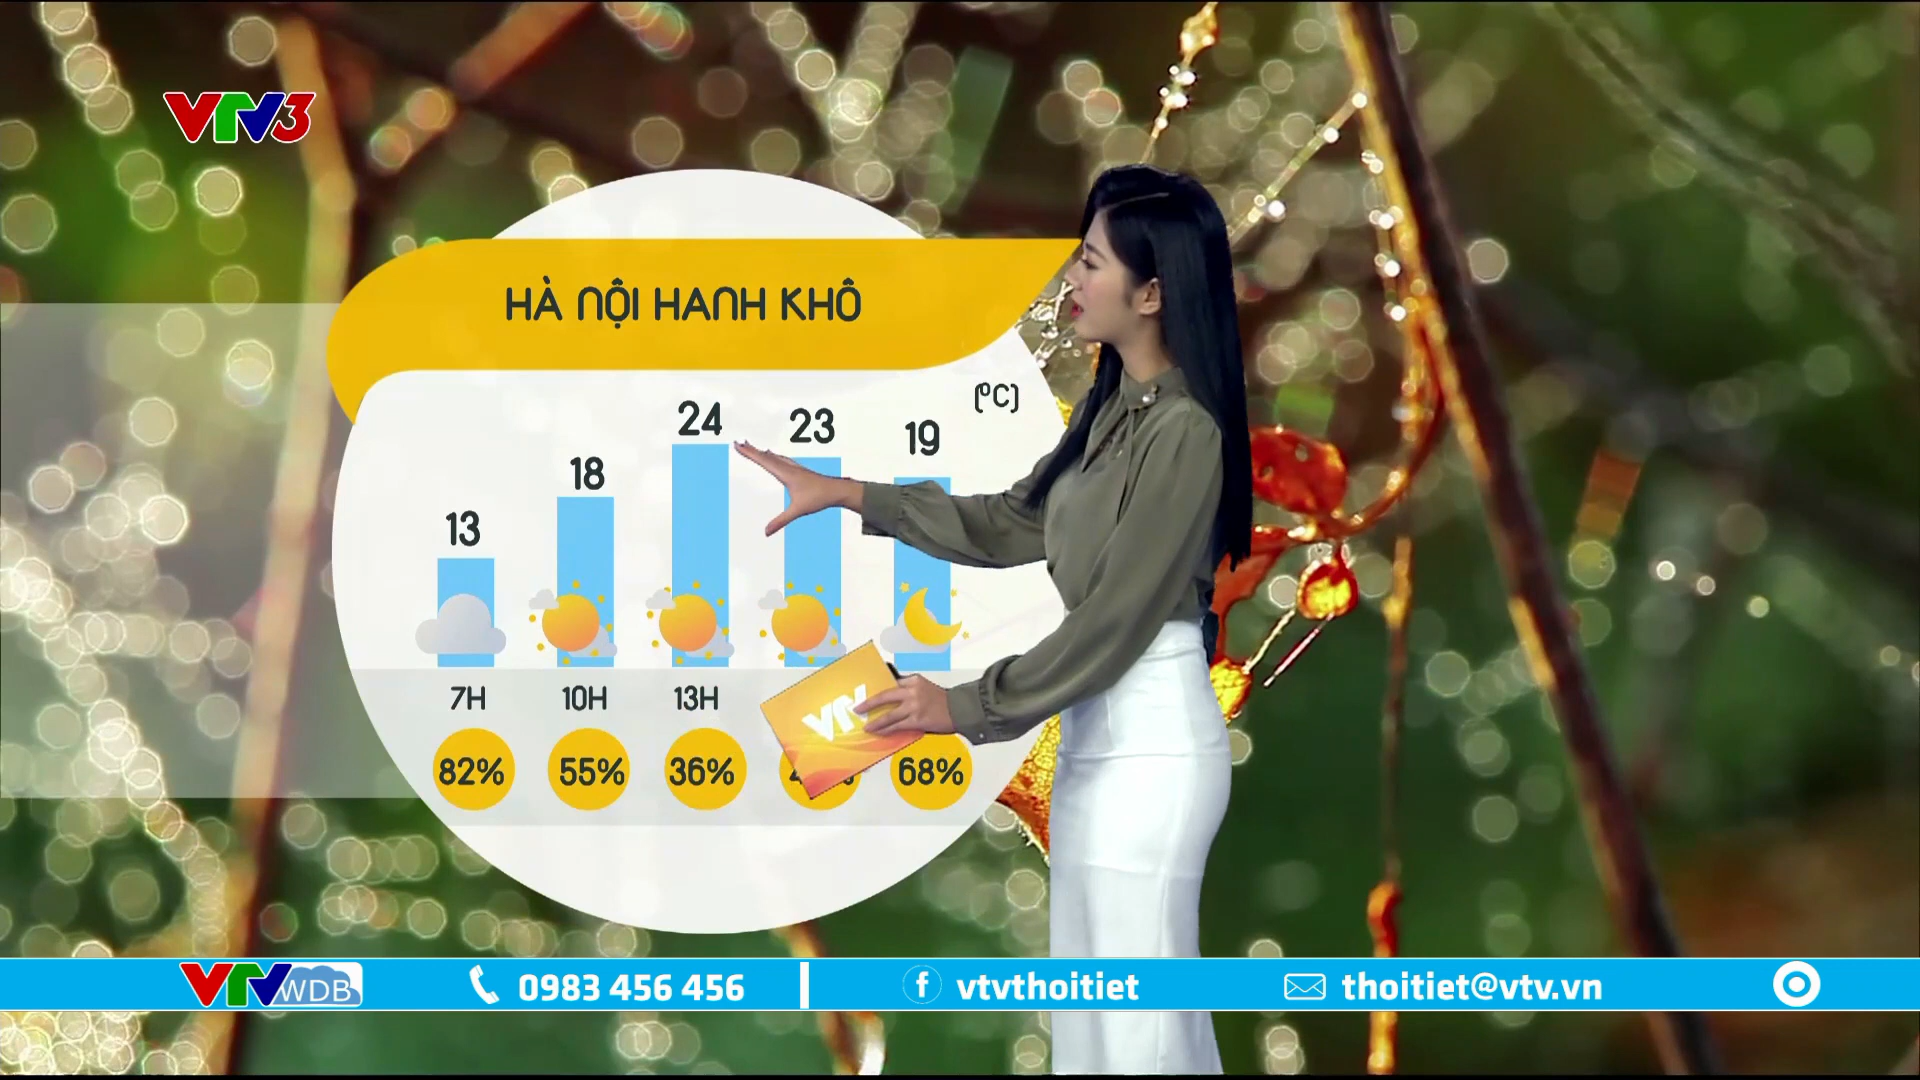 VTV3
HÀ NỘI HANH KHÔ
(⁰C)
13 18 24 23 19
7H 10H 13H
82% 55% 36% 68%
VTV
VTV WDB 0983 456 456 vtvthoitiet thoitiet@vtv.vn